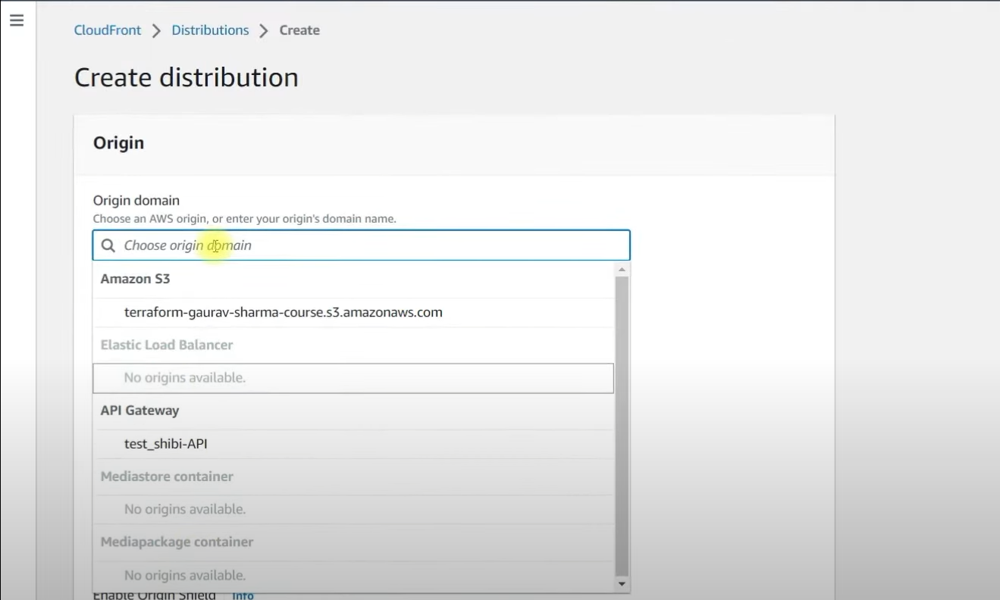 CloudFront > Distributions > Create
Create distribution
Origin
Origin domain
Choose an AWS origin, or enter your origin's domain name.
Choose origin domain
Amazon S3
terraform-gaurav-sharma-course.s3.amazonaws.com
Elastic Load Balancer
No origins available.
API Gateway
test_shibi-API
Mediastore container
No origins available.
Mediapackage container
No origins available.
Enable Origin Shield Info